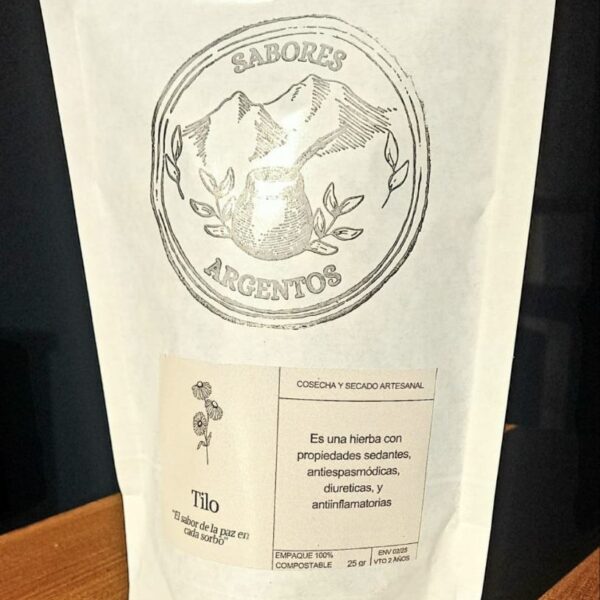 SABORES
ARGENTOS
COSECHA Y SECADO ARTESANAL
Es una hierba con
propiedades sedantes,
antiespasmódicas,
diureticas, y
antiinflamatorias
Tilo
"El sabor de la paz en
cada sorbo"
EMPAQUE 100%
COMPOSTABLE
25 gr
ENV 02/25
VTO 2 AÑOS